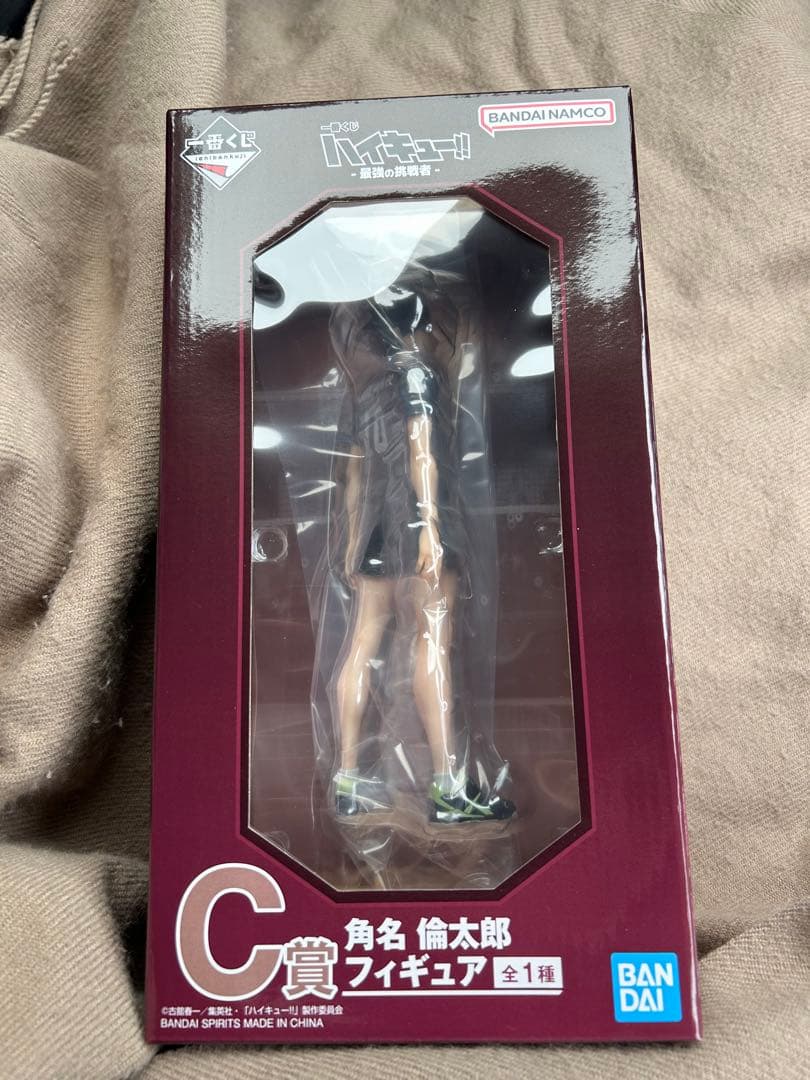 一番くじ
ichibankuji
一番くじ
ハイキュー!!
- 最強の挑戦者 -
BANDAI NAMCO
C賞
角名 倫太郎
フィギュア 全1種
BAN
DAI
©古舘春一/集英社・「ハイキュー!!」製作委員会
BANDAI SPIRITS MADE IN CHINA